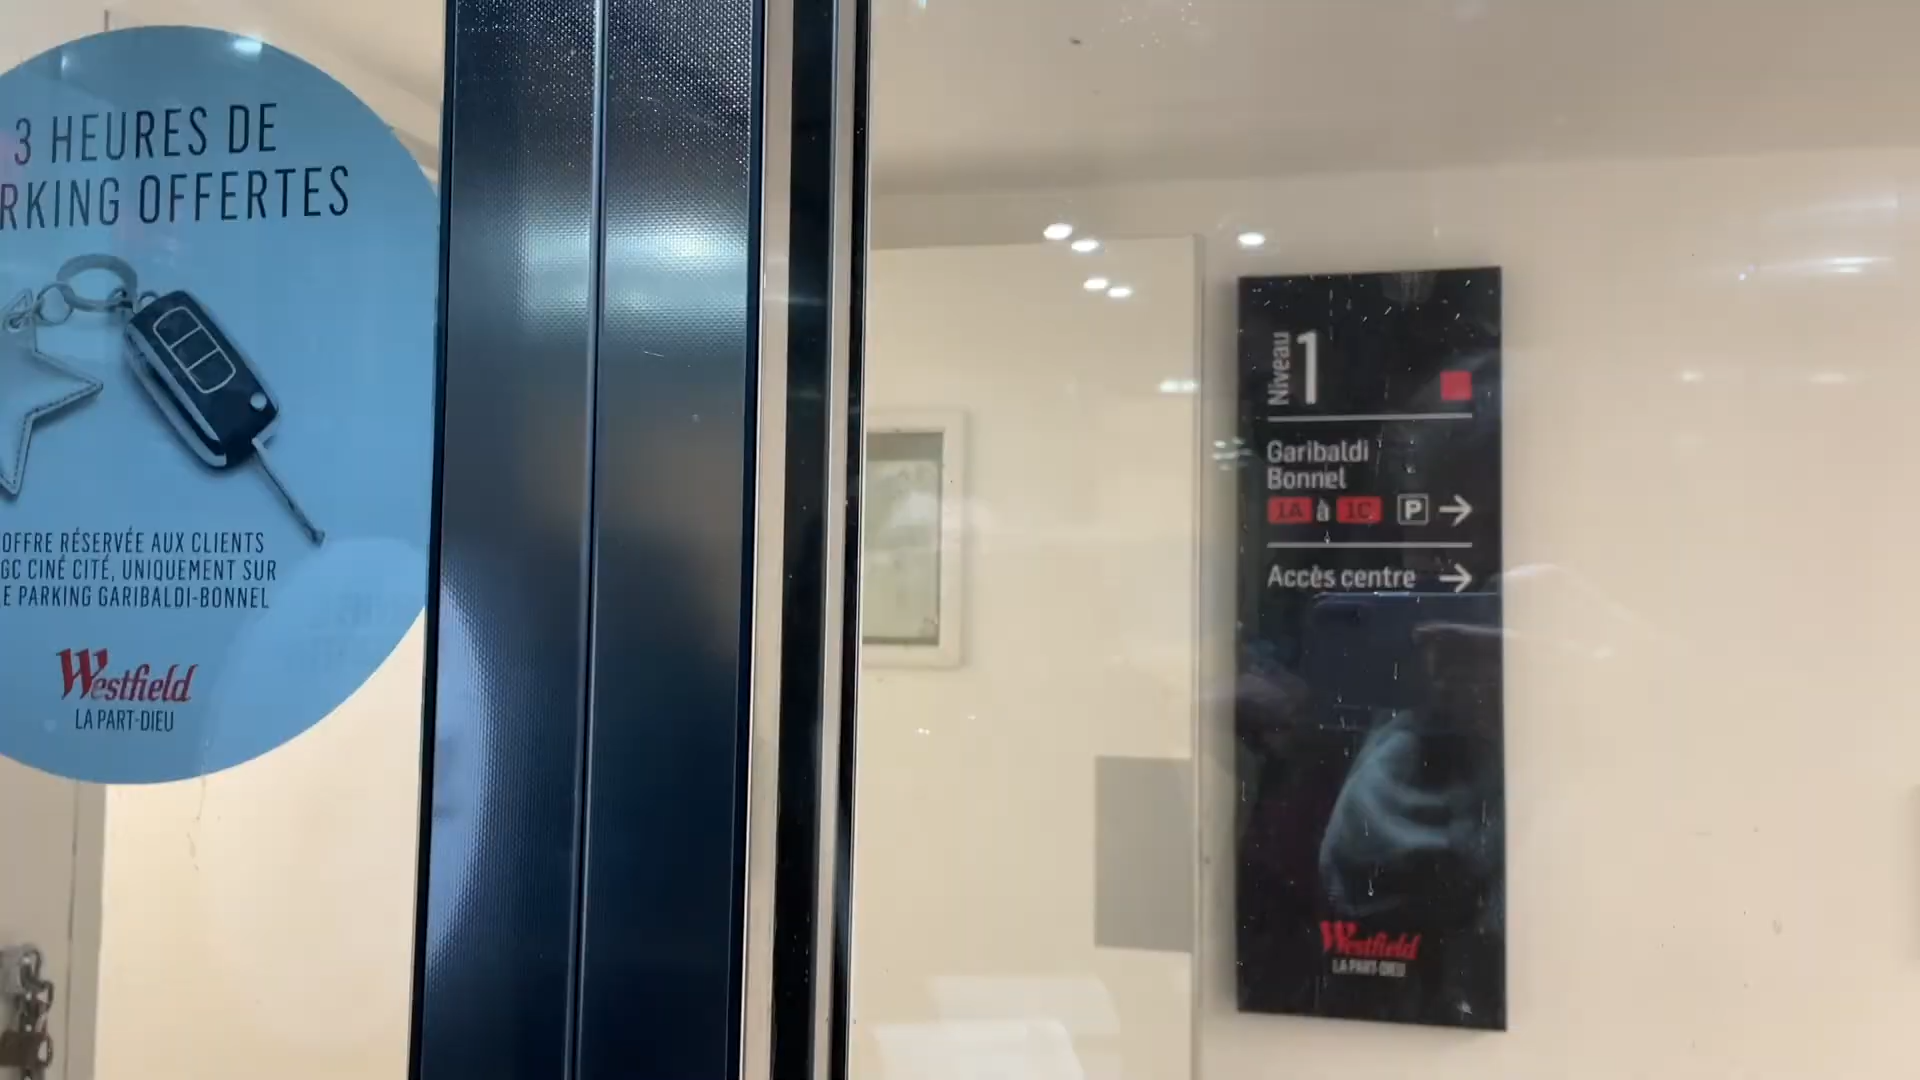 3 HEURES DE
RKING OFFERTES
OFFRE RÉSERVÉE AUX CLIENTS
GC CINÉ CITÉ, UNIQUEMENT SUR
E PARKING GARIBALDI-BONNEL
Westfield
LA PART-DIEU
Niveau 1
Garibaldi
Bonnel
1A à 1C P →
Accès centre →
Westfield
LA PART-DIEU